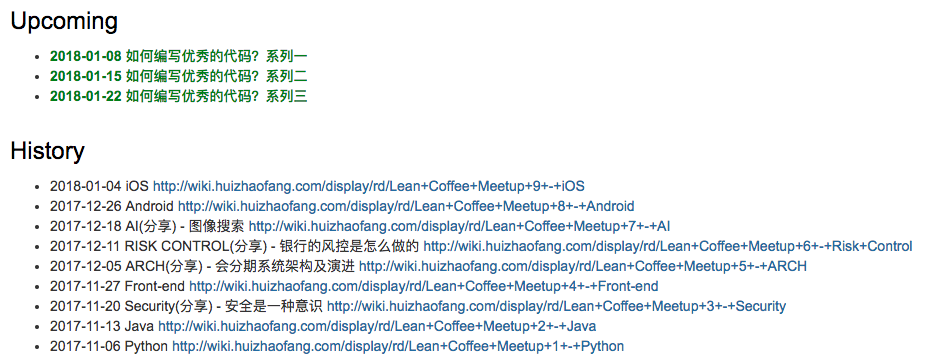 Upcoming
2018-01-08 如何编写优秀的代码？系列一
2018-01-15 如何编写优秀的代码？系列二
2018-01-22 如何编写优秀的代码？系列三
History
2018-01-04 iOS http://wiki.huizhaofang.com/display/rd/Lean+Coffee+Meetup+9+-+iOS
2017-12-26 Android http://wiki.huizhaofang.com/display/rd/Lean+Coffee+Meetup+8+-+Android
2017-12-18 AI(分享) - 图像搜索 http://wiki.huizhaofang.com/display/rd/Lean+Coffee+Meetup+7+-+AI
2017-12-11 RISK CONTROL(分享) - 银行的风控是怎么做的 http://wiki.huizhaofang.com/display/rd/Lean+Coffee+Meetup+6+-+Risk+Control
2017-12-05 ARCH(分享) - 会分期系统架构及演进 http://wiki.huizhaofang.com/display/rd/Lean+Coffee+Meetup+5+-+ARCH
2017-11-27 Front-end http://wiki.huizhaofang.com/display/rd/Lean+Coffee+Meetup+4+-+Front-end
2017-11-20 Security(分享) - 安全是一种意识 http://wiki.huizhaofang.com/display/rd/Lean+Coffee+Meetup+3+-+Security
2017-11-13 Java http://wiki.huizhaofang.com/display/rd/Lean+Coffee+Meetup+2+-+Java
2017-11-06 Python http://wiki.huizhaofang.com/display/rd/Lean+Coffee+Meetup+1+-+Python